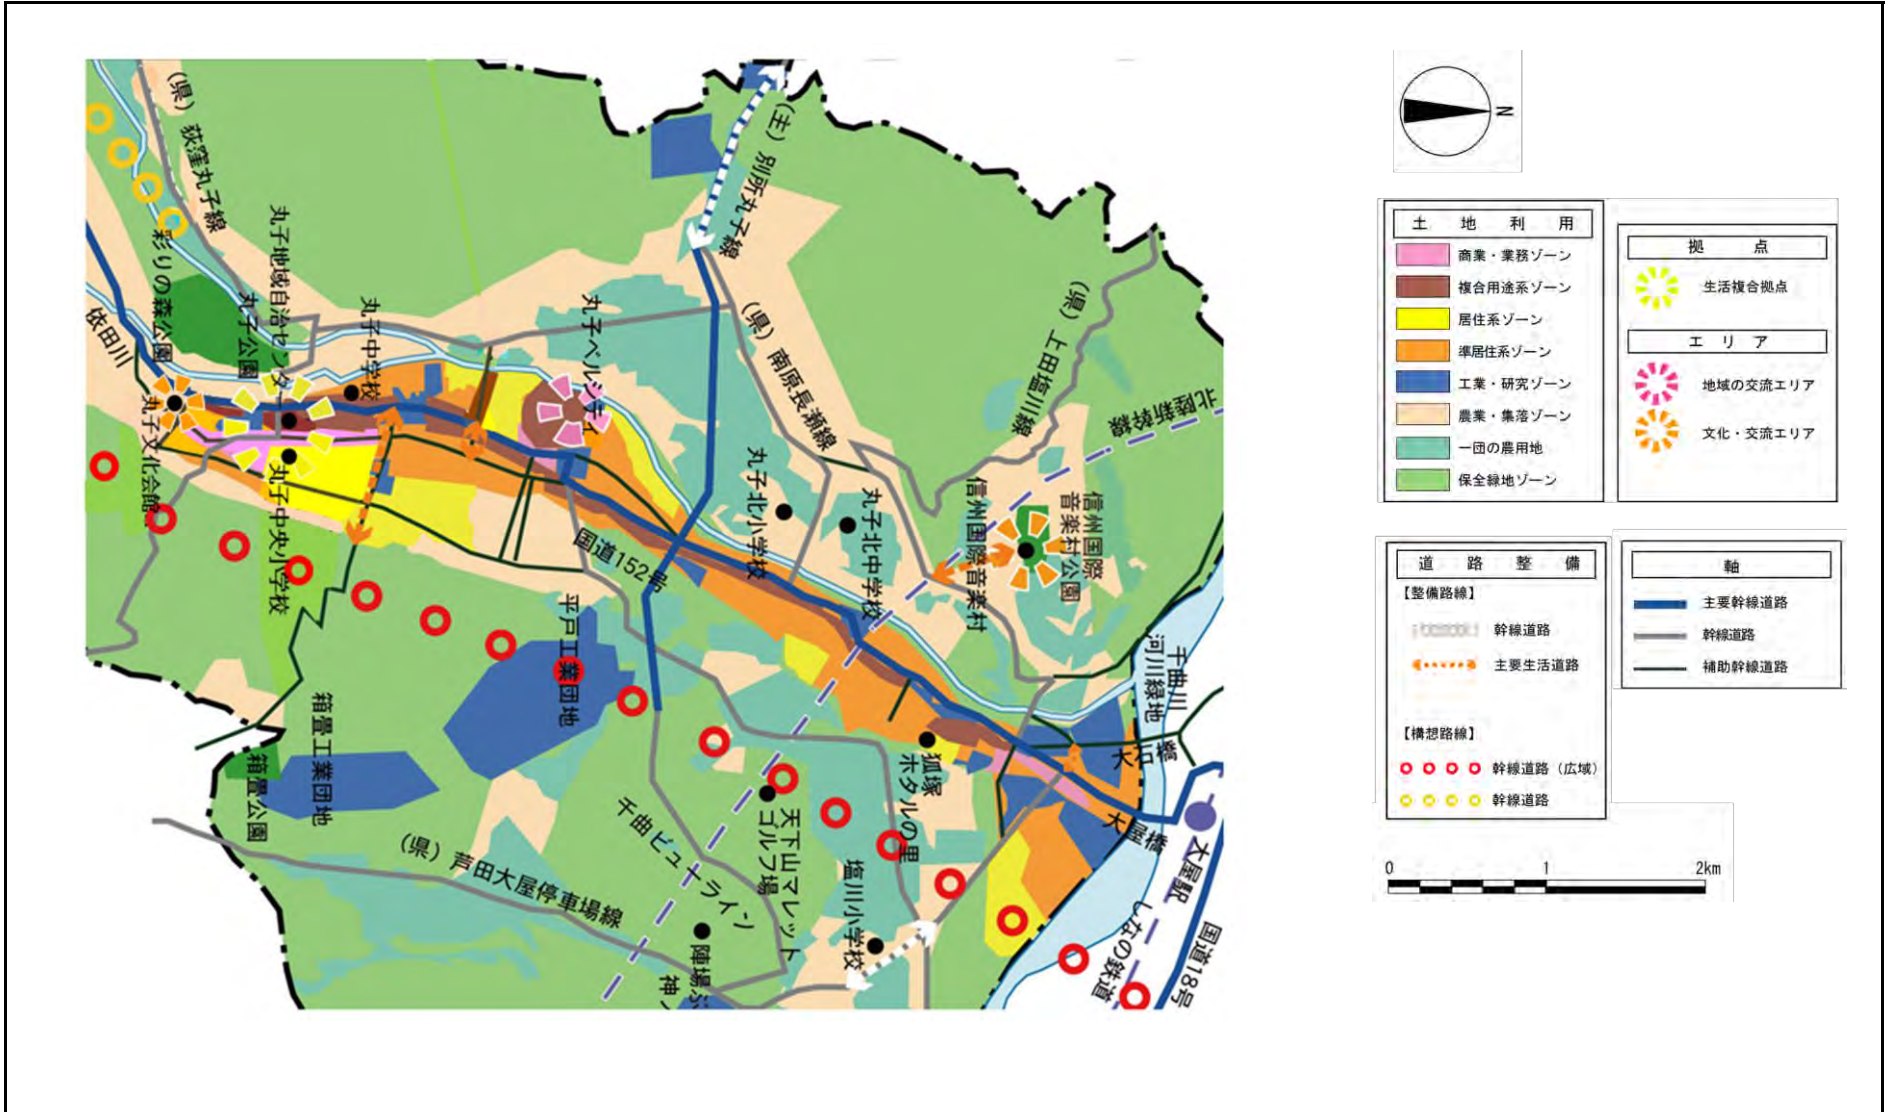 (県) 荻窪丸子線
彩りの森公園
依田川
丸子公園
丸子地域自治センター
丸子中学校
丸子文化会館
丸子中央小学校
丸子ベルシティ
(主) 別所丸子線
(県) 南原長瀬線
(県) 上田塩川線
北陸新幹線
丸子北小学校
丸子北中学校
信州国際音楽村
信州国際
音楽村公園
国道152号
平戸工業団地
箱畳工業団地
箱畳公園
(県) 芦田大屋停車場線
千曲ビューライン
天下山マレット
ゴルフ場
陣場ぶ
神ノ
狐塚
ホタルの里
塩川小学校
千曲川
河川緑地
大石橋
大屋橋
大屋駅
しなの鉄道
国道18号
N
土地利用
商業・業務ゾーン
複合用途系ゾーン
居住系ゾーン
準居住系ゾーン
工業・研究ゾーン
農業・集落ゾーン
一団の農用地
保全緑地ゾーン
拠点
生活複合拠点
エリア
地域の交流エリア
文化・交流エリア
道路整備
【整備路線】
幹線道路
主要生活道路
【構想路線】
幹線道路(広域)
幹線道路
軸
主要幹線道路
幹線道路
補助幹線道路
0 1 2km